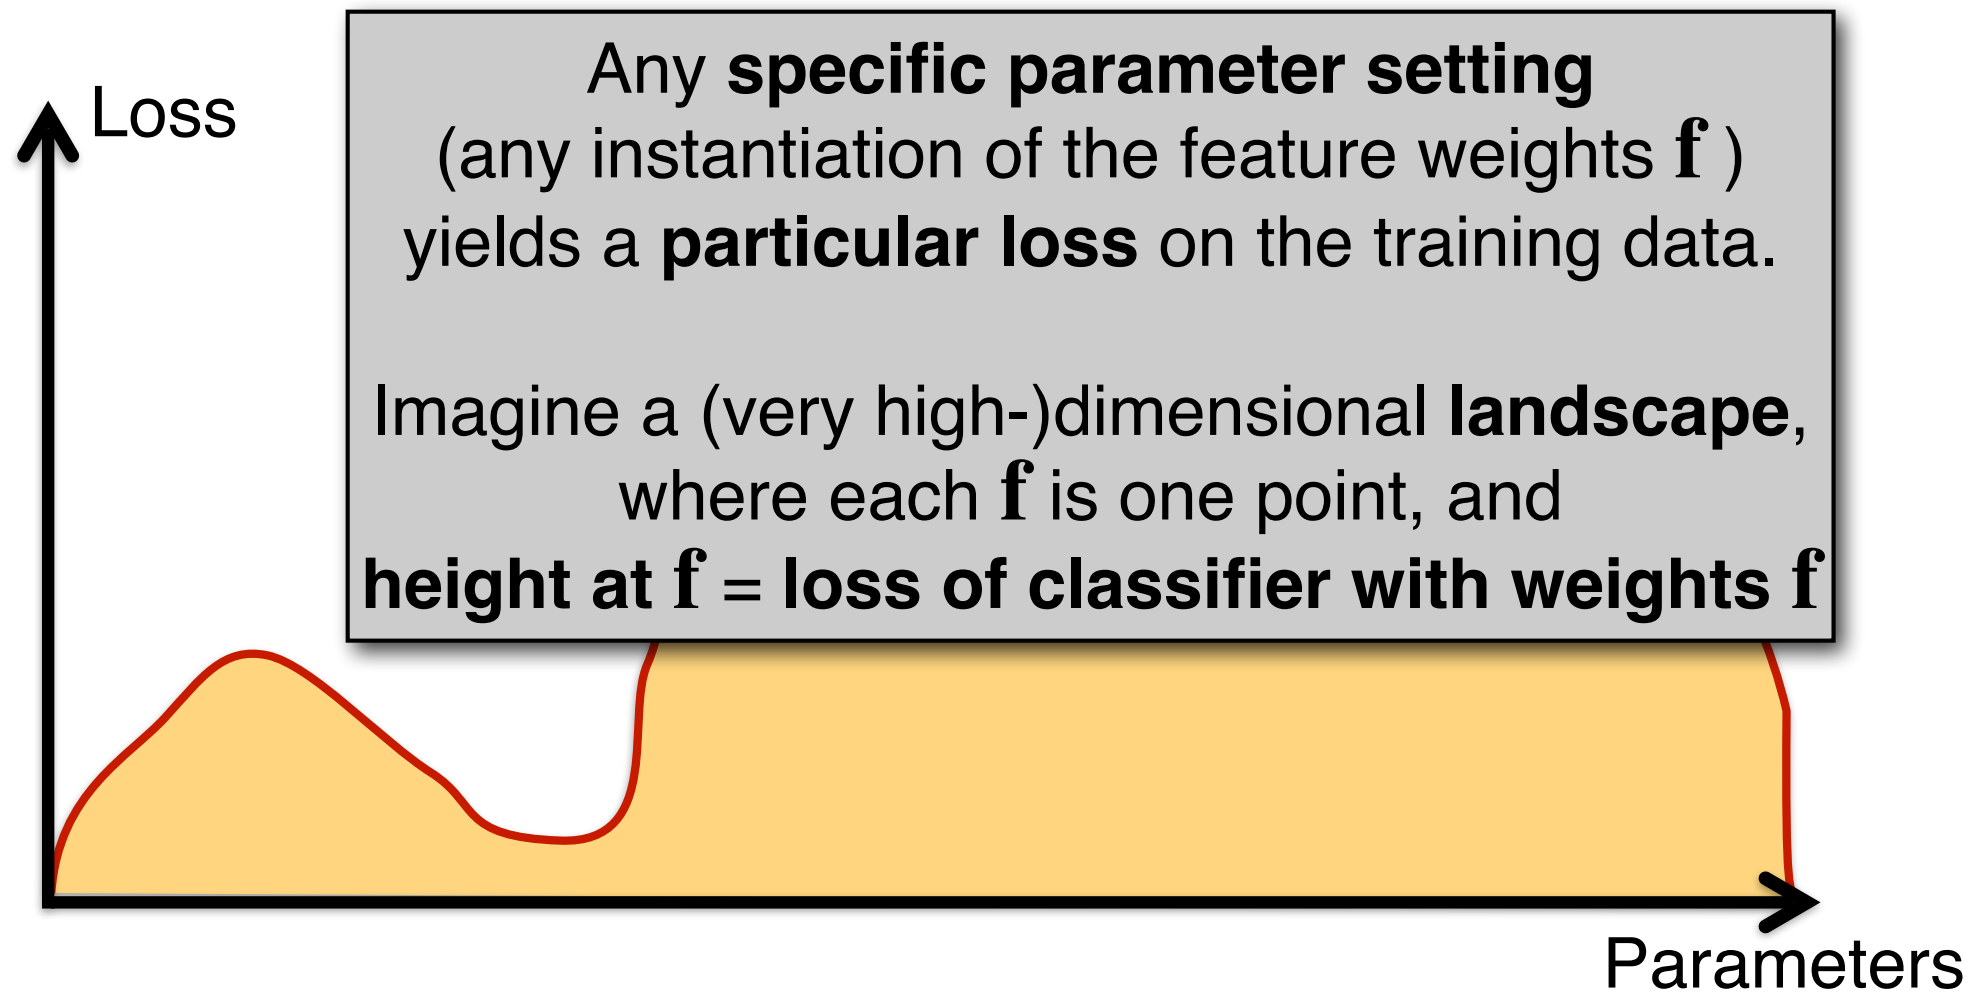 Loss
Any specific parameter setting
(any instantiation of the feature weights f )
yields a particular loss on the training data.
Imagine a (very high-)dimensional landscape,
where each f is one point, and
height at f = loss of classifier with weights f
Parameters